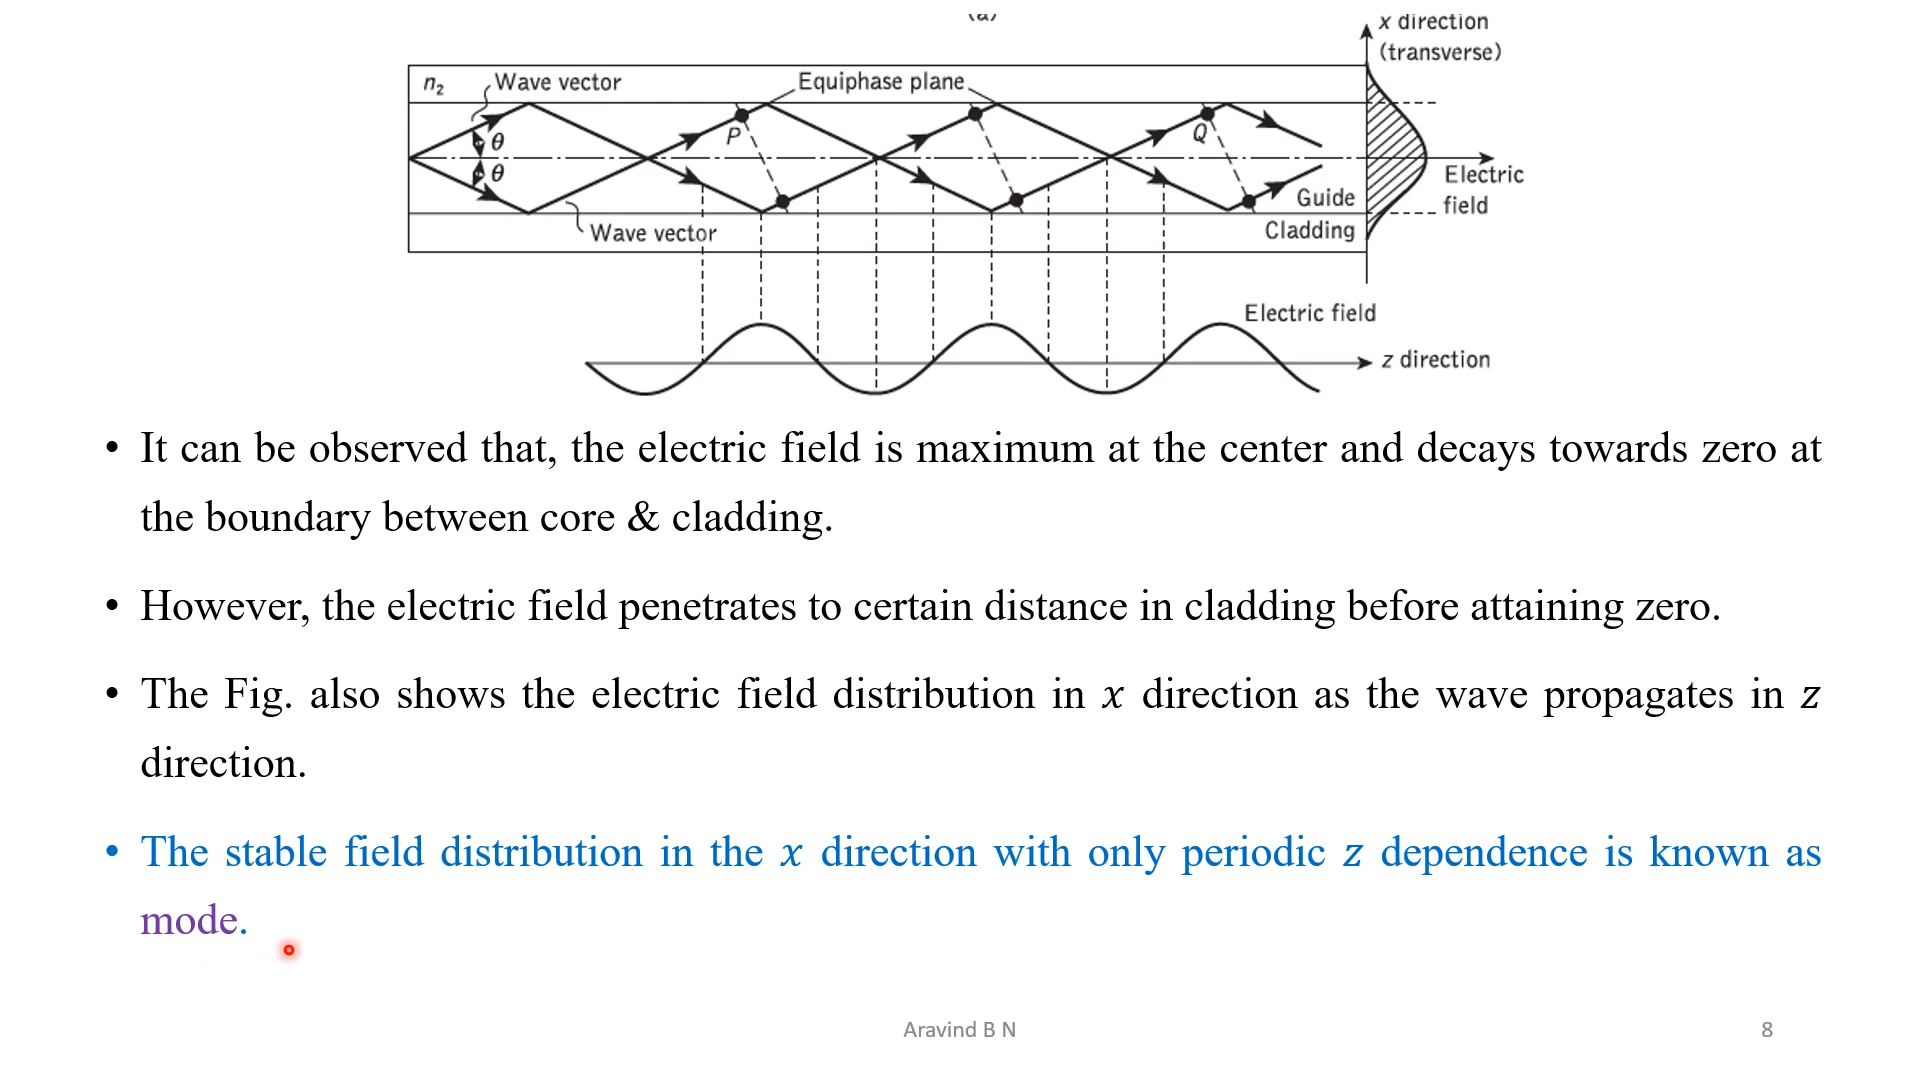 (a)
x direction
(transverse)
n2
Wave vector
Equiphase plane
θ
P
Q
θ
Electric
field
Guide
Cladding
Wave vector
Electric field
z direction
• It can be observed that, the electric field is maximum at the center and decays towards zero at
the boundary between core & cladding.
• However, the electric field penetrates to certain distance in cladding before attaining zero.
• The Fig. also shows the electric field distribution in x direction as the wave propagates in z
direction.
• The stable field distribution in the x direction with only periodic z dependence is known as
mode.
Aravind B N
8